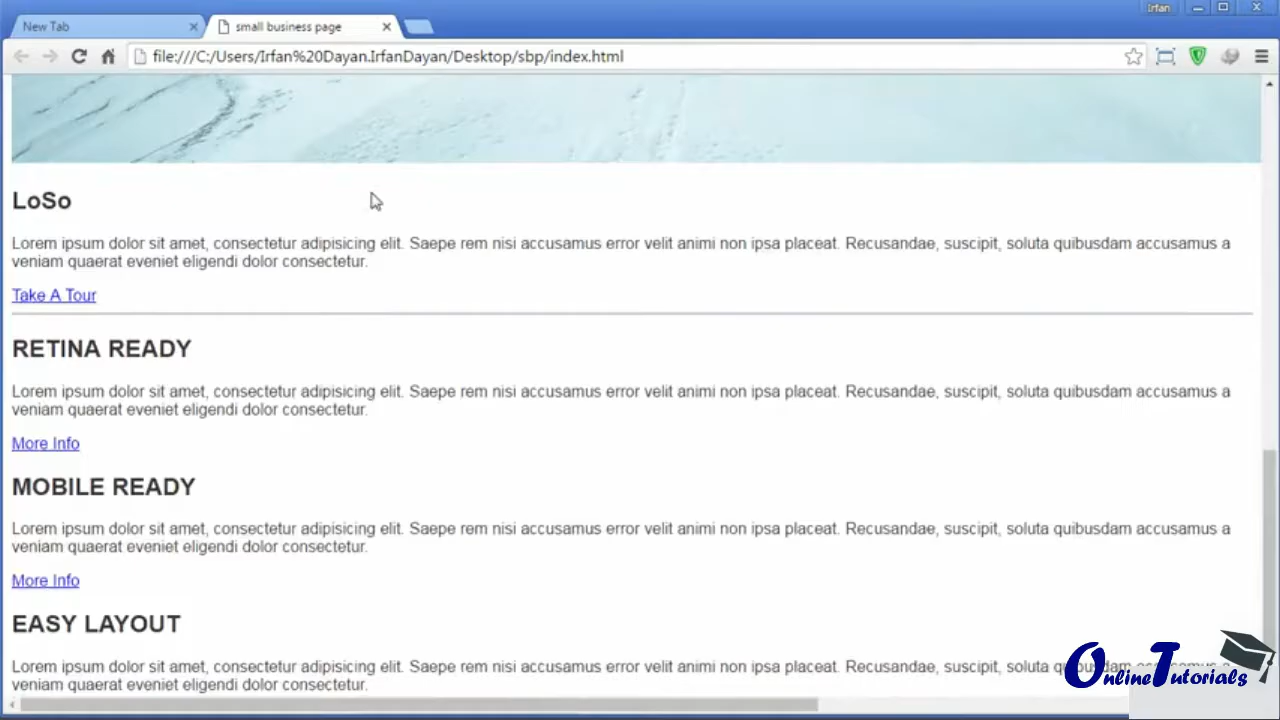 Irfan
New Tab
small business page
file:///C:/Users/Irfan%20Dayan.IrfanDayan/Desktop/sbp/index.html
LoSo
Lorem ipsum dolor sit amet, consectetur adipisicing elit. Saepe rem nisi accusamus error velit animi non ipsa placeat. Recusandae, suscipit, soluta quibusdam accusamus a
veniam quaerat eveniet eligendi dolor consectetur.
Take A Tour
RETINA READY
Lorem ipsum dolor sit amet, consectetur adipisicing elit. Saepe rem nisi accusamus error velit animi non ipsa placeat. Recusandae, suscipit, soluta quibusdam accusamus a
veniam quaerat eveniet eligendi dolor consectetur.
More Info
MOBILE READY
Lorem ipsum dolor sit amet, consectetur adipisicing elit. Saepe rem nisi accusamus error velit animi non ipsa placeat. Recusandae, suscipit, soluta quibusdam accusamus a
veniam quaerat eveniet eligendi dolor consectetur.
More Info
EASY LAYOUT
Lorem ipsum dolor sit amet, consectetur adipisicing elit. Saepe rem nisi accusamus error velit animi non ipsa placeat. Recusandae, suscipit, soluta
veniam quaerat eveniet eligendi dolor consectetur.
OnlineTutorials